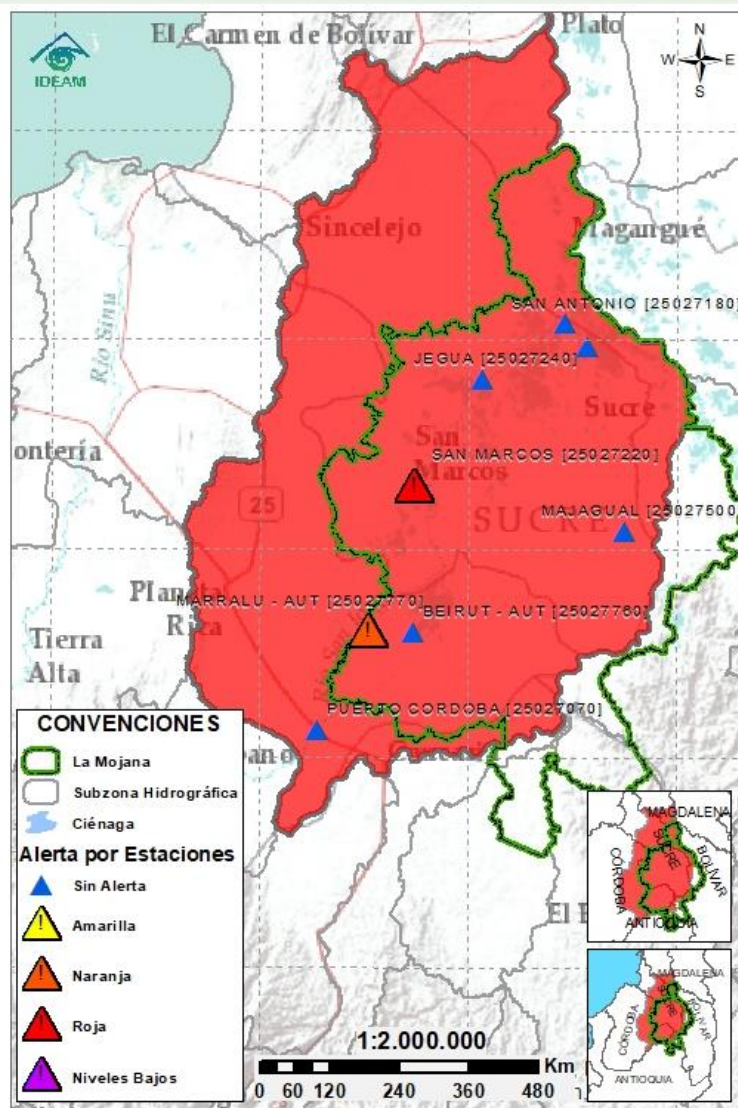 El Carmen de Bolívar
Plato
IDEAM
N
W E
S
Sincelejo
Magangué
Río Sinú
SAN ANTONIO [25027180]
JEGUA [25027240]
Sucre
ontería
San
Marcos
SAN MARCOS [25027220]
25
SUCRE
MAJAGUAL [25027500]
Planeta
Rica
MARRALU - AUT [25027770]
BEIRUT - AUT [25027760]
Tierra
Alta
PUERTO CORDOBA [25027070]
CONVENCIONES
La Mojana
Subzona Hidrográfica
Ciénaga
Alerta por Estaciones
Sin Alerta
Amarilla
Naranja
Roja
Niveles Bajos
El B
MAGDALENA
SUCRE
BOLÍVAR
CÓRDOBA
ANTIOQUIA
MAGDALENA
BOLÍVAR
CÓRDOBA
ANTIOQUIA
1:2.000.000
Km
0 60 120 240 360 480